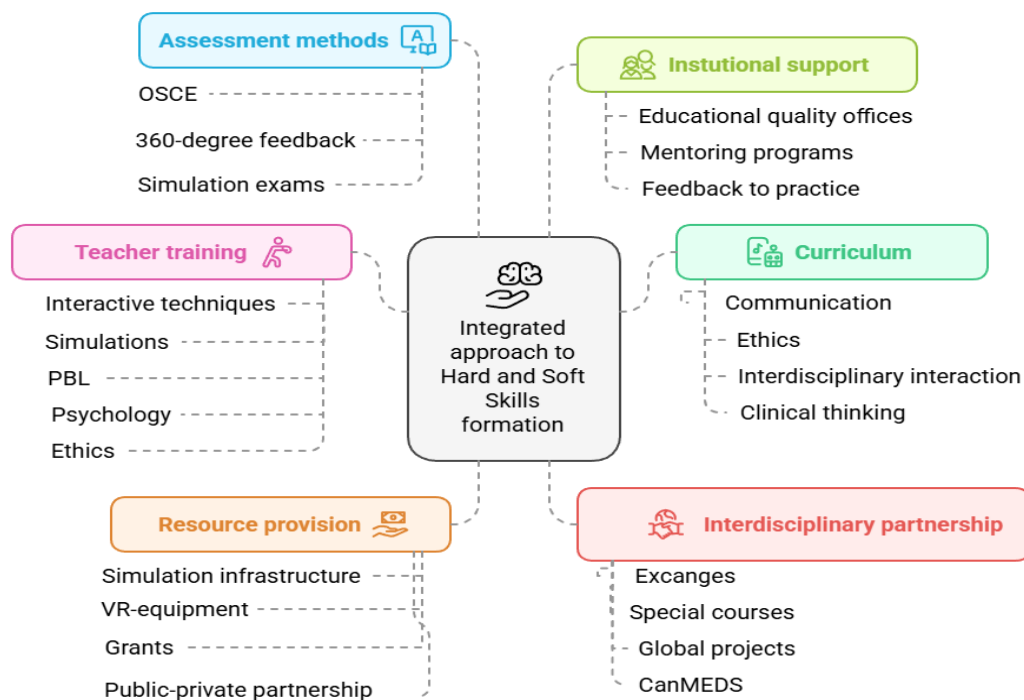 Assessment methods
OSCE
360-degree feedback
Simulation exams
Instutional support
Educational quality offices
Mentoring programs
Feedback to practice
Teacher training
Interactive techniques
Simulations
PBL
Psychology
Ethics
Integrated
approach to
Hard and Soft
Skills
formation
Curriculum
Communication
Ethics
Interdisciplinary interaction
Clinical thinking
Resource provision
Simulation infrastructure
VR-equipment
Grants
Public-private partnership
Interdisciplinary partnership
Excanges
Special courses
Global projects
CanMEDS